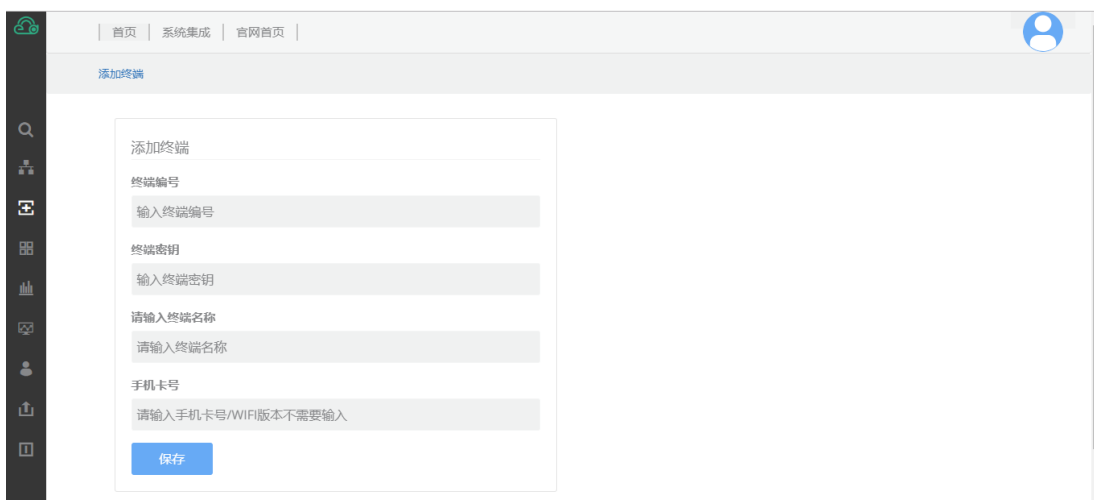 首页 系统集成 官网首页
添加终端
添加终端
终端编号
输入终端编号
终端密钥
输入终端密钥
请输入终端名称
请输入终端名称
手机卡号
请输入手机卡号/WIFI版本不需要输入
保存